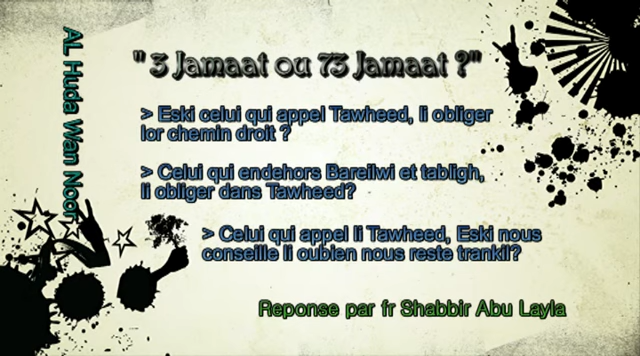 AL Huda Wan Noor
" 3 Jamaat ou 73 Jamaat ?"
> Eski celui qui appel Tawheed, li obliger
lor chemin droit ?
> Celui qui endehors Bareilwi et tabligh,
li obliger dans Tawheed?
> Celui qui appel li Tawheed, Eski nous
conseille li oubien nous reste trankil?
Reponse par fr Shabbir Abu Layla